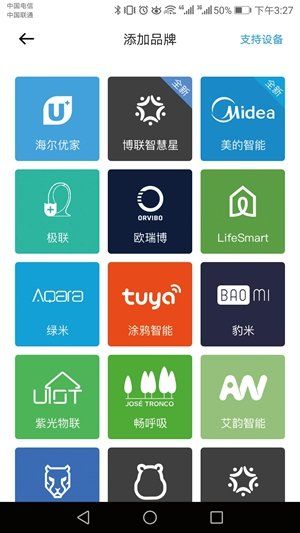 中国电信
中国联通
50% 下午3:27
添加品牌
支持设备
U+
海尔优家
全新
博联智慧星
全新
Midea
美的智能
极联
ORVIBO
欧瑞博
LifeSmart
Aqara
绿米
tuya
涂鸦智能
BAOMI
豹米
UIOT
紫光物联
JOSÉ TRONCO
畅呼吸
AW
艾韵智能